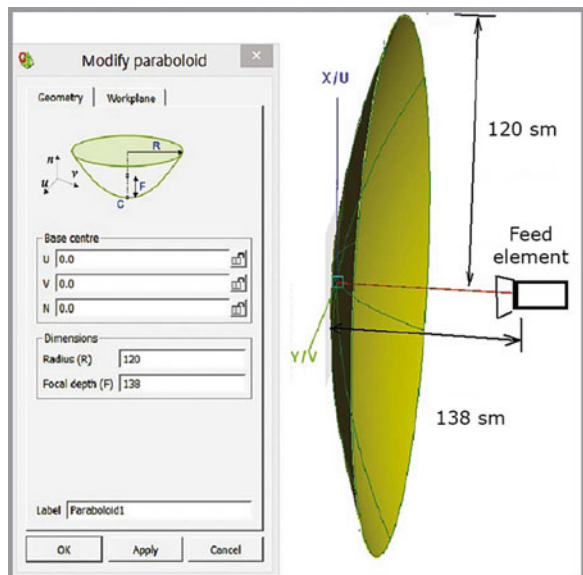 Modify paraboloid
×
Geometry
Workplane
R
n
v
u
F
C
Base centre
U 0.0
V 0.0
N 0.0
Dimensions
Radius (R) 120
Focal depth (F) 138
Label Paraboloid1
OK Apply Cancel
X/U
120 sm
Feed
element
Y/V
138 sm